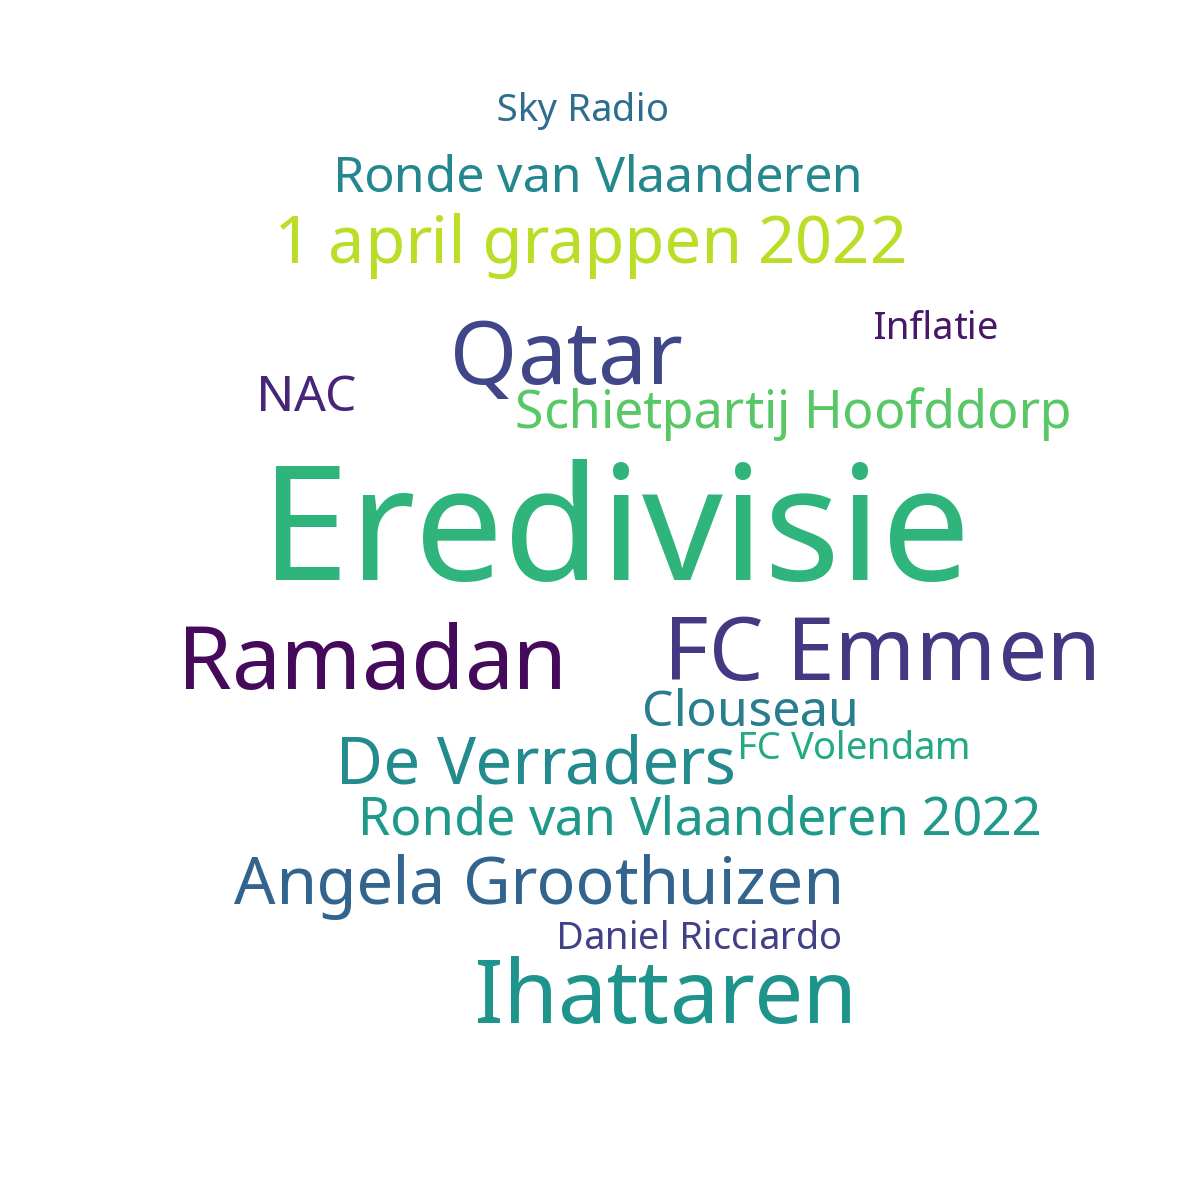 Sky Radio
Ronde van Vlaanderen
1 april grappen 2022
Inflatie
Qatar
NAC
Schietpartij Hoofddorp
Eredivisie
Ramadan
FC Emmen
Clouseau
FC Volendam
De Verraders
Ronde van Vlaanderen 2022
Angela Groothuizen
Daniel Ricciardo
Ihattaren